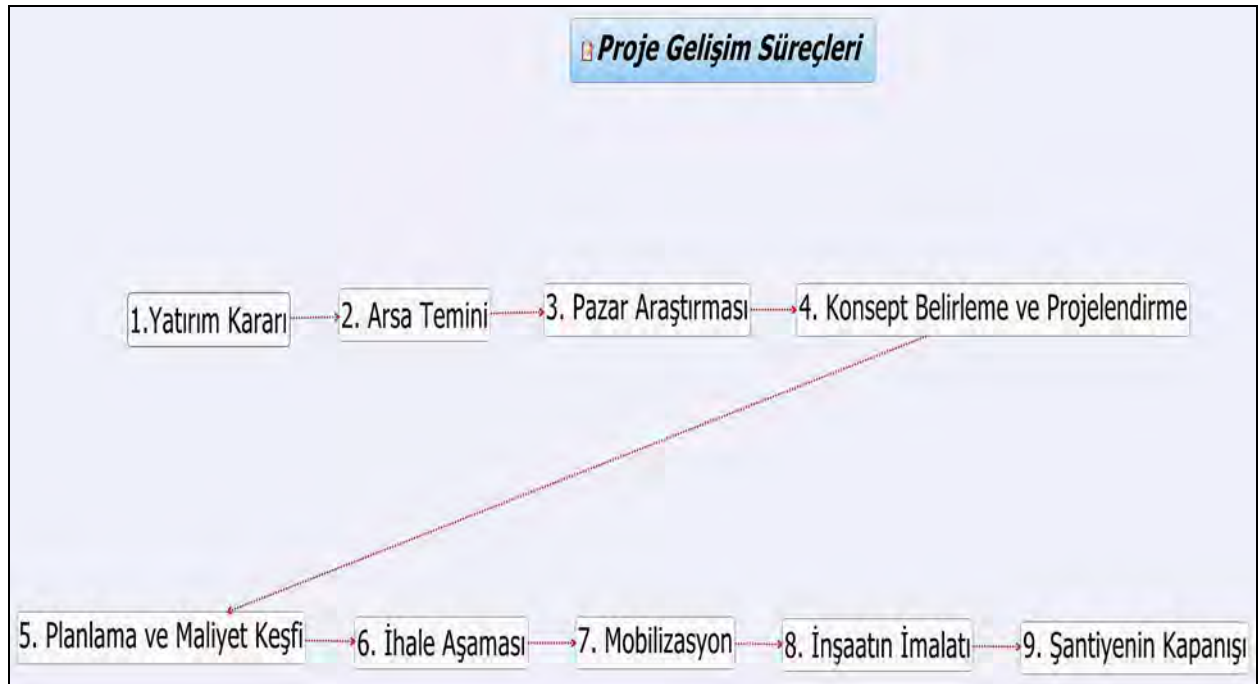 Proje Gelişim Süreçleri
1.Yatırım Kararı
2. Arsa Temini
3. Pazar Araştırması
4. Konsept Belirleme ve Projelendirme
5. Planlama ve Maliyet Keşfi
6. İhale Aşaması
7. Mobilizasyon
8. İnşaatın İmalatı
9. Şantiyenin Kapanışı